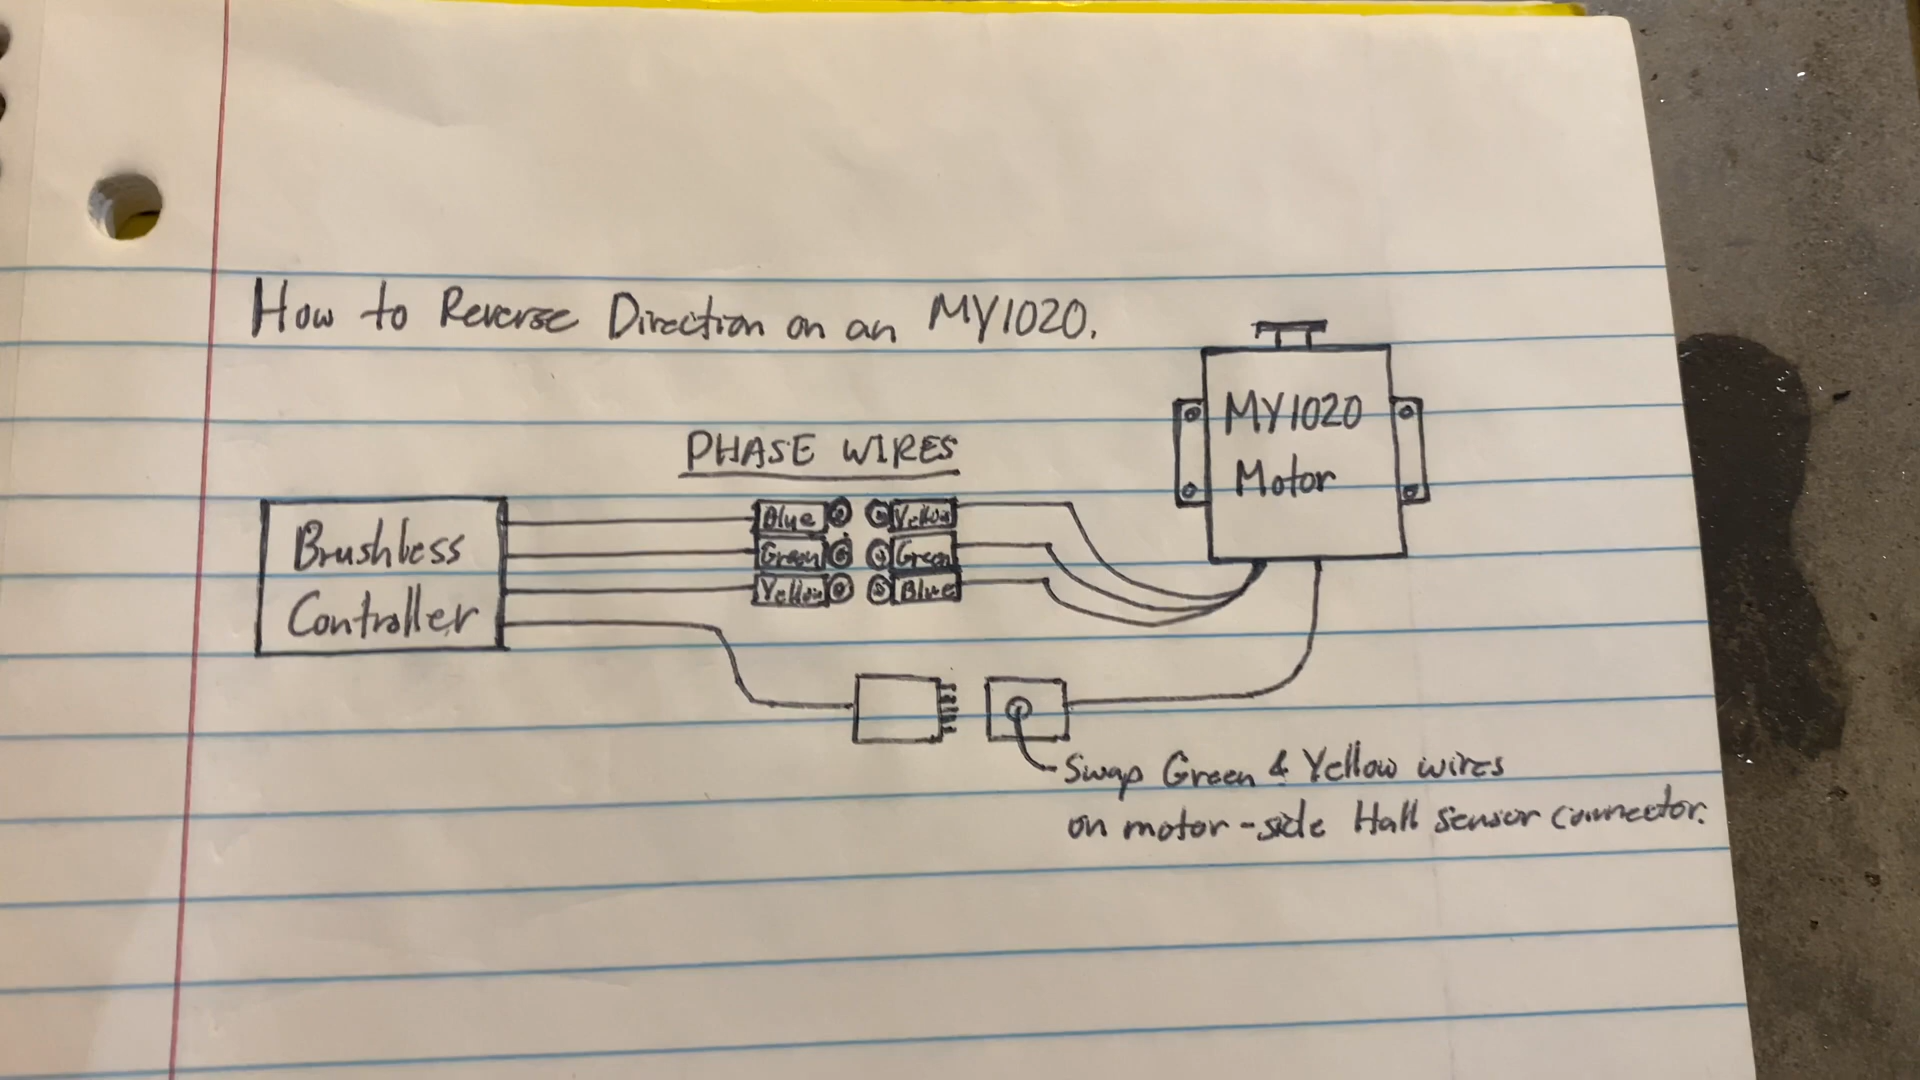 How to Reverse Direction on an MY1020.
MY1020
Motor
PHASE WIRES
Blue Yellow
Green Green
Yellow Blue
Brushless
Controller
Swap Green & Yellow wires
on motor-side Hall sensor connector.